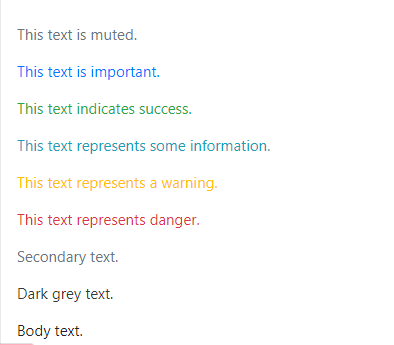 This text is muted.
This text is important.
This text indicates success.
This text represents some information.
This text represents a warning.
This text represents danger.
Secondary text.
Dark grey text.
Body text.